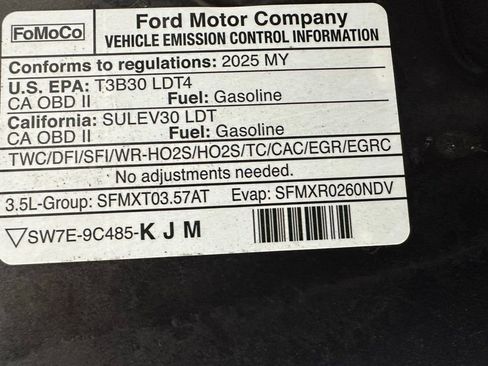 FoMoCo
Ford Motor Company
VEHICLE EMISSION CONTROL INFORMATION
Conforms to regulations: 2025 MY
U.S. EPA: T3B30 LDT4
CA OBD II Fuel: Gasoline
California: SULEV30 LDT
CA OBD II Fuel: Gasoline
TWC/DFI/SFI/WR-HO2S/HO2S/TC/CAC/EGR/EGRC
No adjustments needed.
3.5L-Group: SFMXT03.57AT Evap: SFMXR0260NDV
▽SW7E-9C485-K J M